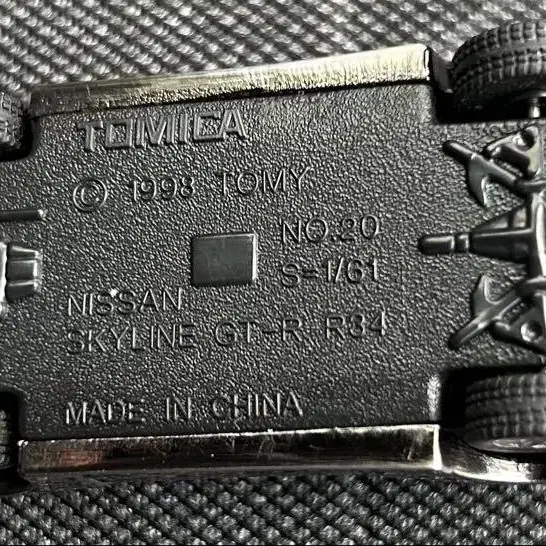 TOMICA
© 1998 TOMY
NO.20
S=1/61
NISSAN
SKYLINE GT-R R34
MADE IN CHINA